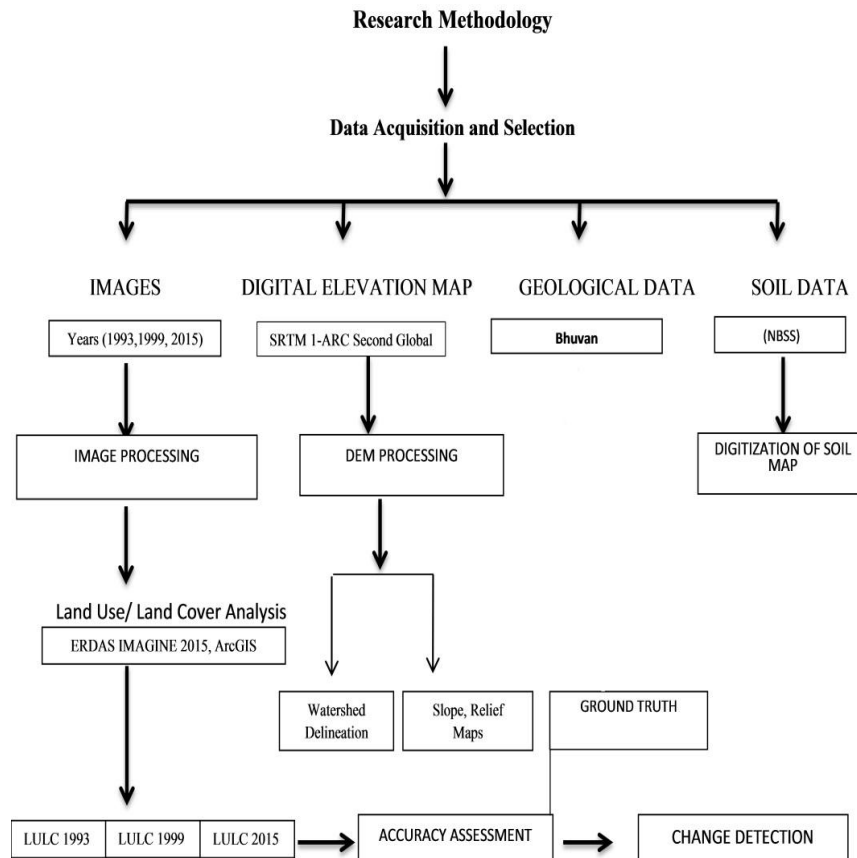 Research Methodology
Data Acquisition and Selection
IMAGES
DIGITAL ELEVATION MAP
GEOLOGICAL DATA
SOIL DATA
Years (1993,1999, 2015)
SRTM 1-ARC Second Global
Bhuvan
(NBSS)
IMAGE PROCESSING
DEM PROCESSING
DIGITIZATION OF SOIL
MAP
Land Use/ Land Cover Analysis
ERDAS IMAGINE 2015, ArcGIS
Watershed
Delineation
Slope, Relief
Maps
GROUND TRUTH
LULC 1993
LULC 1999
LULC 2015
ACCURACY ASSESSMENT
CHANGE DETECTION